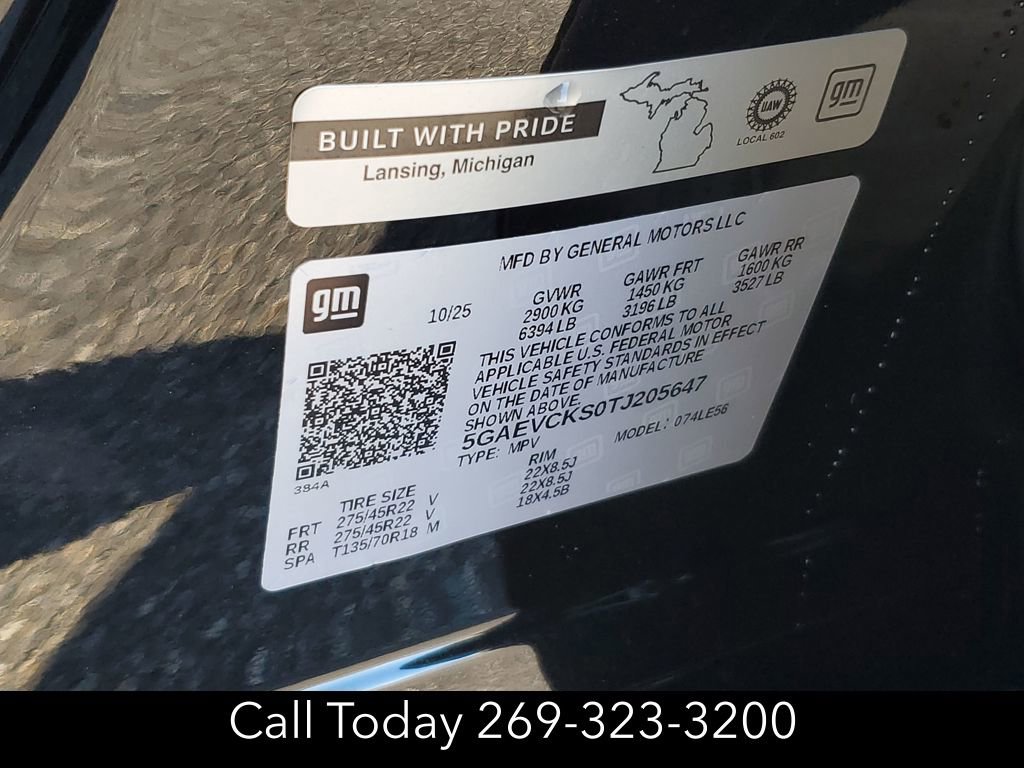 BUILT WITH PRIDE
Lansing, Michigan
UAW
LOCAL 602
gm
MFD BY GENERAL MOTORS LLC
gm
10/25
GVWR GAWR FRT GAWR RR
2900 KG 1450 KG 1600 KG
6394 LB 3196 LB 3527 LB
THIS VEHICLE CONFORMS TO ALL
APPLICABLE U.S. FEDERAL MOTOR
VEHICLE SAFETY STANDARDS IN EFFECT
ON THE DATE OF MANUFACTURE
SHOWN ABOVE.
5GAEVCKS0TJ205647
TYPE: MPV MODEL: 074LE56
384A
TIRE SIZE RIM
FRT 275/45R22 V 22X8.5J
RR 275/45R22 V 22X8.5J
SPA T135/70R18 M 18X4.5B
Call Today 269-323-3200